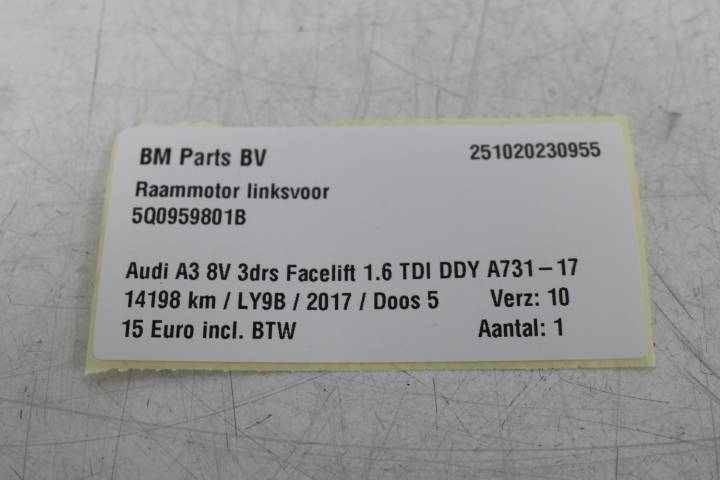 BM Parts BV 251020230955
Raammotor linksvoor
5Q0959801B
Audi A3 8V 3drs Facelift 1.6 TDI DDY A731-17
14198 km / LY9B / 2017 / Doos 5 Verz: 10
15 Euro incl. BTW Aantal: 1